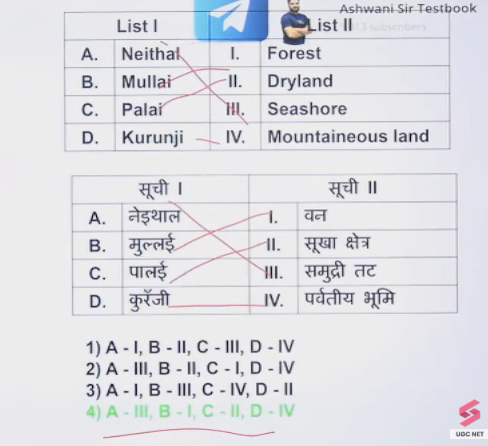 Ashwani Sir Testbook
List I List II
A. Neithal I. Forest
B. Mullai II. Dryland
C. Palai III. Seashore
D. Kurunji IV. Mountaineous land
सूची I सूची II
A. नेइथाल I. वन
B. मुल्लई II. सूखा क्षेत्र
C. पालई III. समुद्री तट
D. कुरुँजी IV. पर्वतीय भूमि
1) A - I, B - II, C - III, D - IV
2) A - III, B - II, C - I, D - IV
3) A - I, B - III, C - IV, D - II
4) A - III, B - I, C - II, D - IV
UGC NET